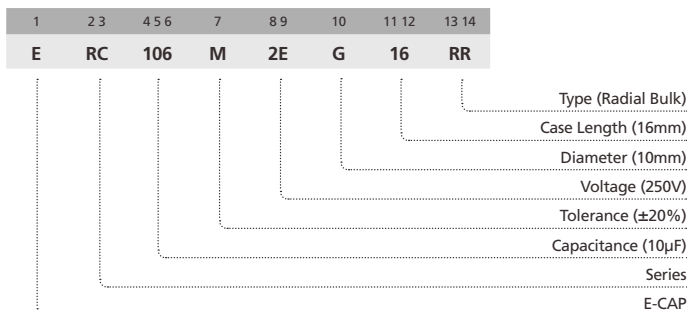 1 2 3 4 5 6 7 8 9 10 11 12 13 14
E RC 106 M 2E G 16 RR
Type (Radial Bulk)
Case Length (16mm)
Diameter (10mm)
Voltage (250V)
Tolerance (±20%)
Capacitance (10µF)
Series
E-CAP